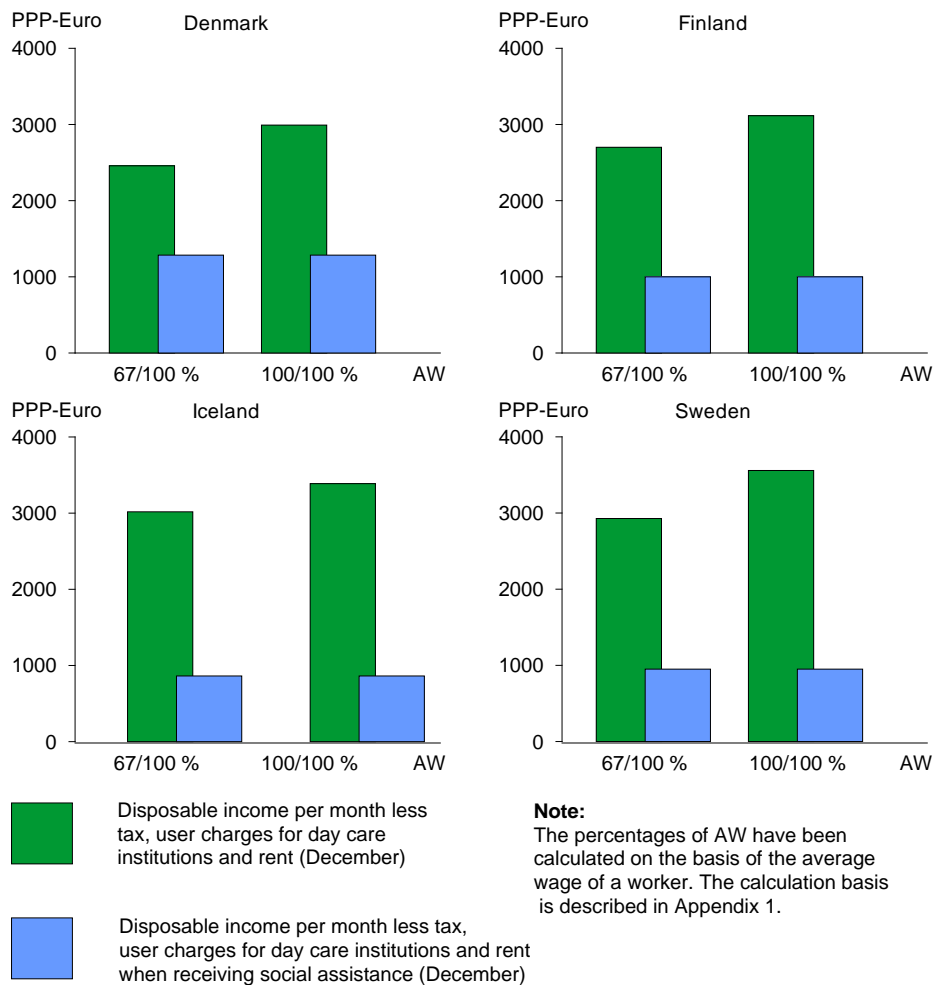 PPP-Euro
Denmark
4000
3000
2000
1000
0
67/100 %
100/100 %
AW
PPP-Euro
Finland
4000
3000
2000
1000
0
67/100 %
100/100 %
AW
PPP-Euro
Iceland
4000
3000
2000
1000
0
67/100 %
100/100 %
AW
PPP-Euro
Sweden
4000
3000
2000
1000
0
67/100 %
100/100 %
AW
Disposable income per month less
tax, user charges for day care
institutions and rent (December)
Disposable income per month less tax,
user charges for day care institutions and rent
when receiving social assistance (December)
Note:
The percentages of AW have been
calculated on the basis of the average
wage of a worker. The calculation basis
is described in Appendix 1.